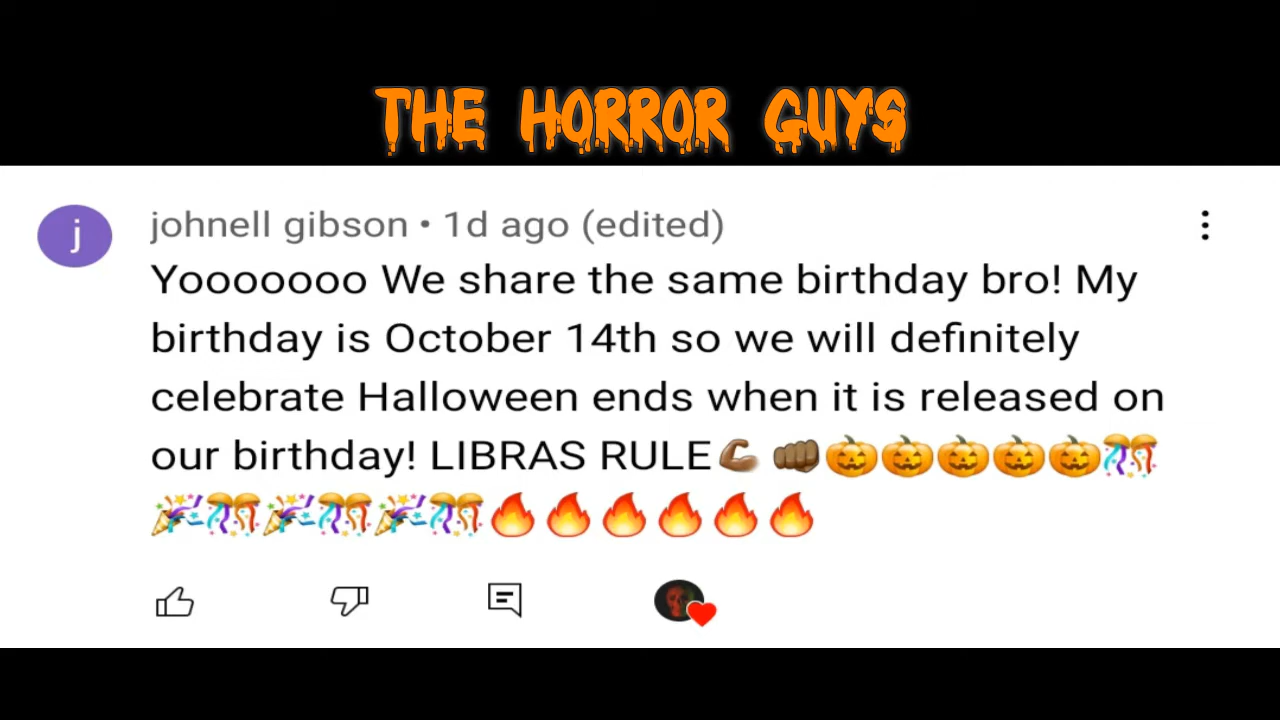 THE HORROR GUYS
j
johnell gibson • 1d ago (edited)
Yooooooo We share the same birthday bro! My
birthday is October 14th so we will definitely
celebrate Halloween ends when it is released on
our birthday! LIBRAS RULE💪🏾👊🏾🎃🎃🎃🎃🎃🎊
🎉🎊🎉🎊🎉🎊🔥🔥🔥🔥🔥🔥